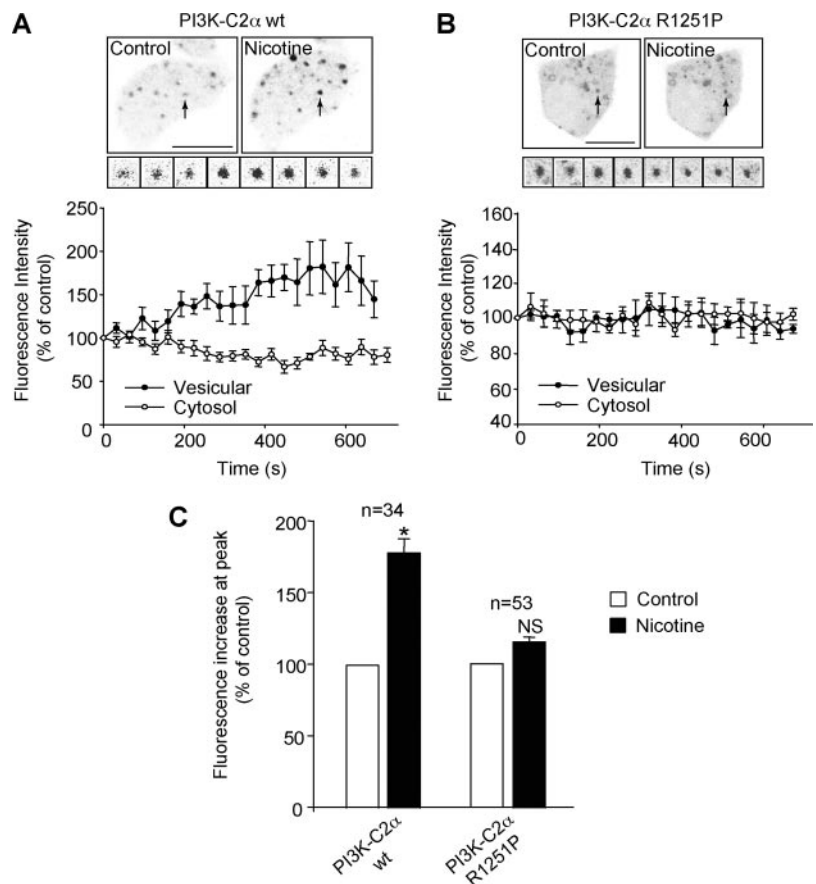 A
PI3K-C2α wt
Control
Nicotine
Fluorescence Intensity
(% of control)
250
200
150
100
50
0
Vesicular
Cytosol
0 200 400 600
Time (s)
B
PI3K-C2α R1251P
Control
Nicotine
Fluorescence Intensity
(% of control)
160
140
120
100
80
60
40
Vesicular
Cytosol
0 200 400 600
Time (s)
C
Fluorescence increase at peak
(% of control)
200
150
100
50
0
n=34
*
n=53
NS
Control
Nicotine
PI3K-C2α
wt
PI3K-C2α
R1251P